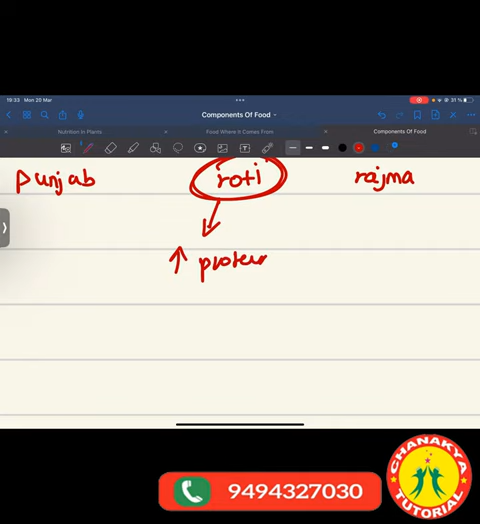 19:33 Mon 20 Mar
31 %
Components Of Food
Nutrition In Plants
Food Where It Comes From
Components Of Food
punjab roti rajma
↑ protein
9494327030
CHANAKYA
TUTORIAL